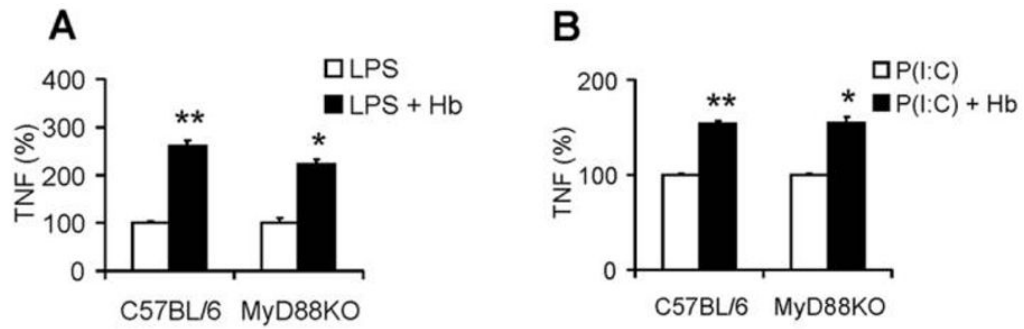 A
TNF (%)
400
300
200
100
0
LPS
LPS + Hb
**
*
C57BL/6
MyD88KO
B
TNF (%)
200
100
0
P(I:C)
P(I:C) + Hb
**
*
C57BL/6
MyD88KO